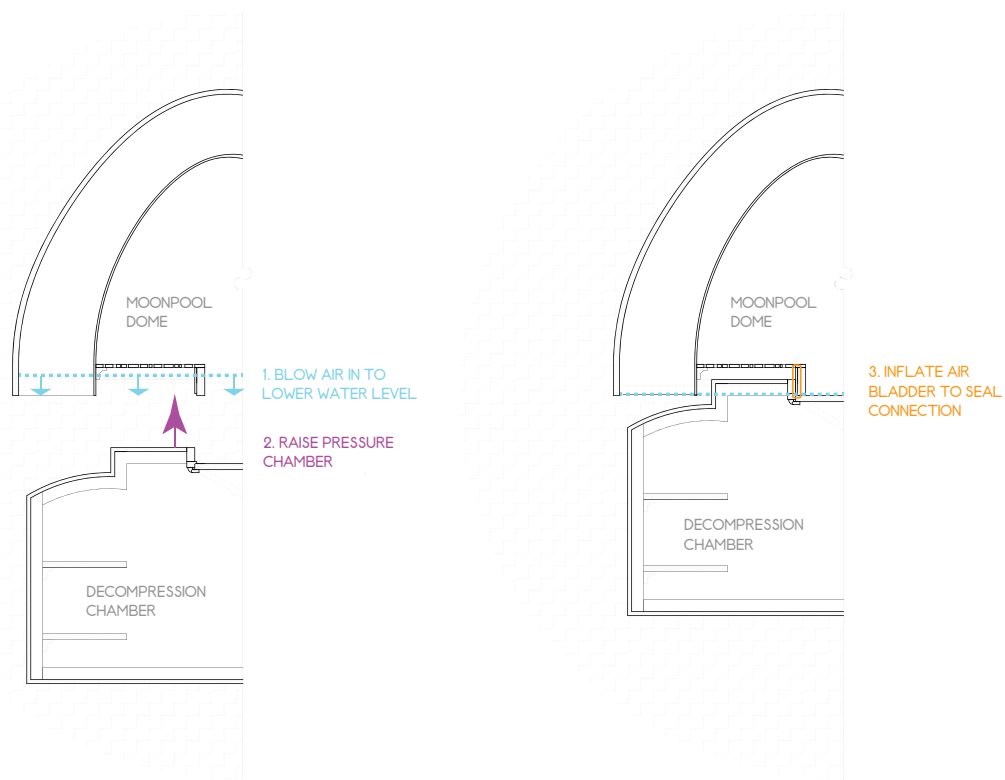 MOONPOOL
DOME
1. BLOW AIR IN TO
LOWER WATER LEVEL
2. RAISE PRESSURE
CHAMBER
DECOMPRESSION
CHAMBER
MOONPOOL
DOME
3. INFLATE AIR
BLADDER TO SEAL
CONNECTION
DECOMPRESSION
CHAMBER